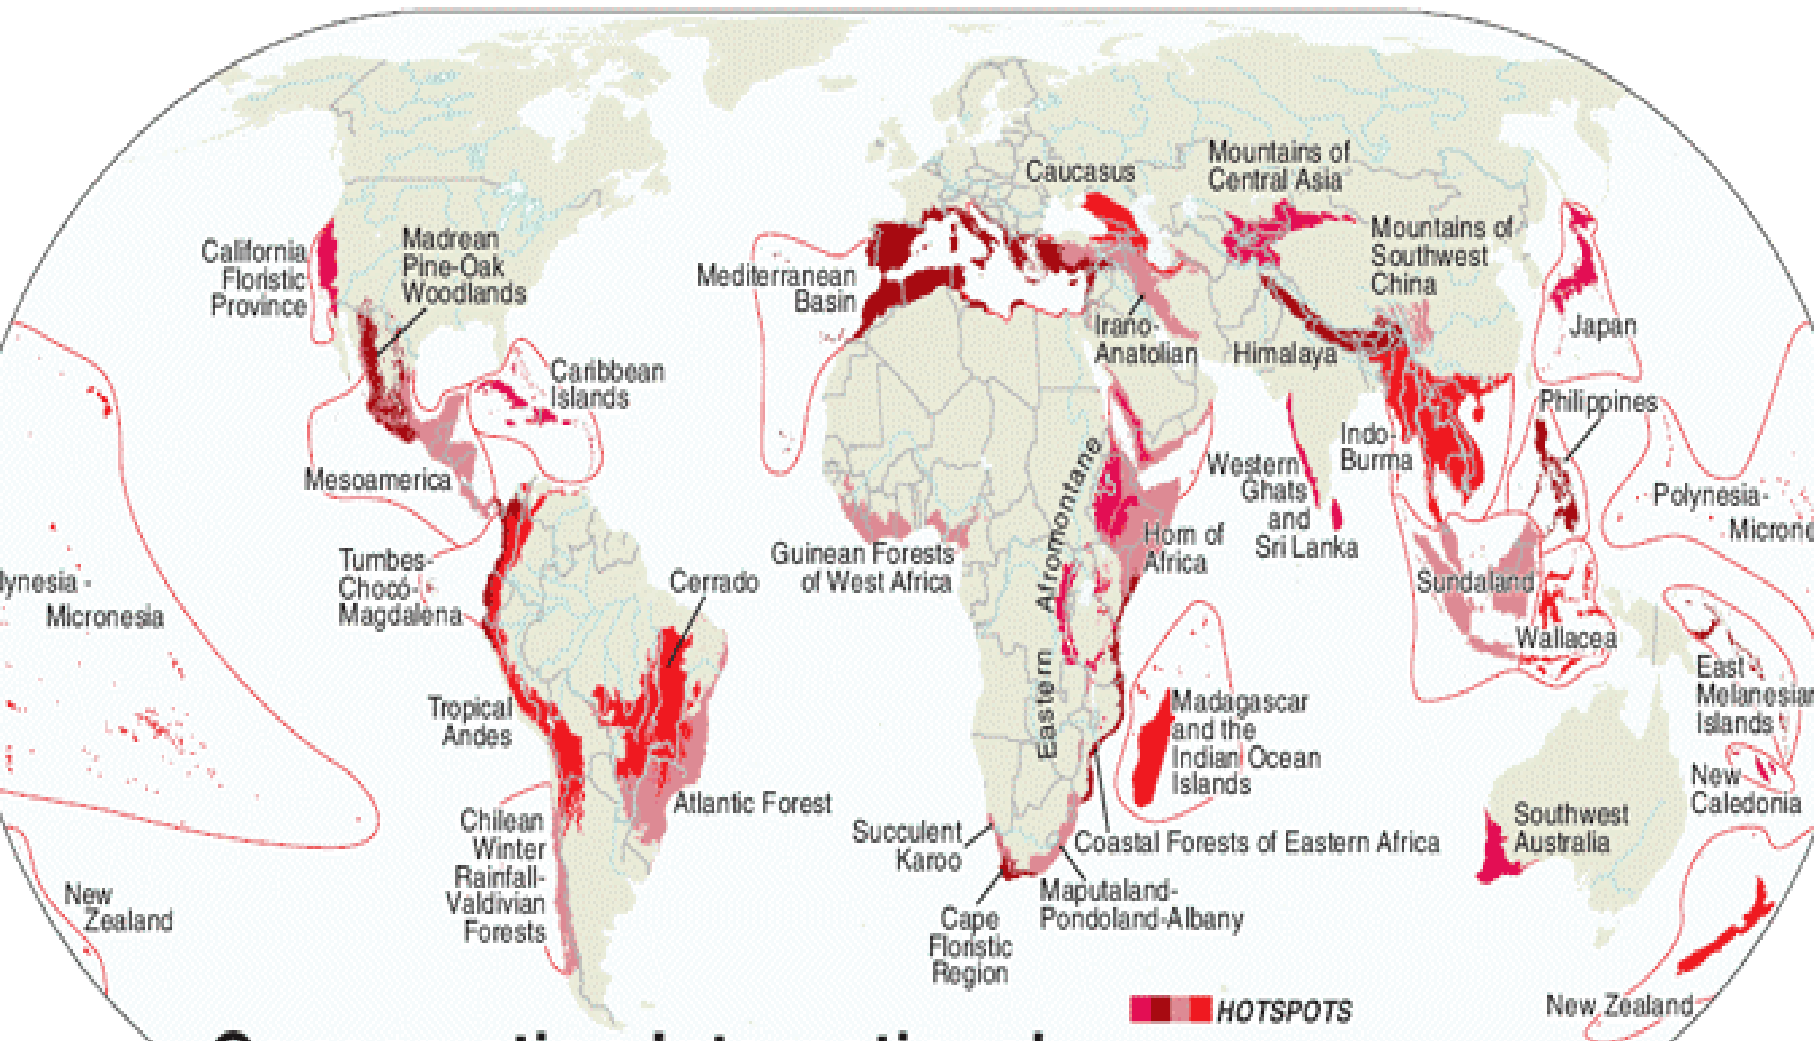 Caucasus
Mountains of
Central Asia
California
Floristic
Province
Madrean
Pine-Oak
Woodlands
Mediterranean
Basin
Mountains of
Southwest
China
Irano-
Anatolian
Himalaya
Japan
Caribbean
Islands
Philippines
Mesoamerica
Indo-
Burma
Western
Ghats
and
Sri Lanka
Polynesia-
Microne
Eastern Afromontane
Horn of
Africa
Guinean Forests
of West Africa
Tumbes-
Chocó-
Magdalena
Cerrado
lynesia -
Micronesia
Sundaland
Wallacea
East
Melanesian
Islands
Tropical
Andes
Madagascar
and the
Indian Ocean
Islands
New
Caledonia
Atlantic Forest
Chilean
Winter
Rainfall-
Valdivian
Forests
Succulent
Karoo
Coastal Forests of Eastern Africa
Southwest
Australia
Maputaland-
Pondoland-Albany
Cape
Floristic
Region
New
Zealand
New Zealand
HOTSPOTS